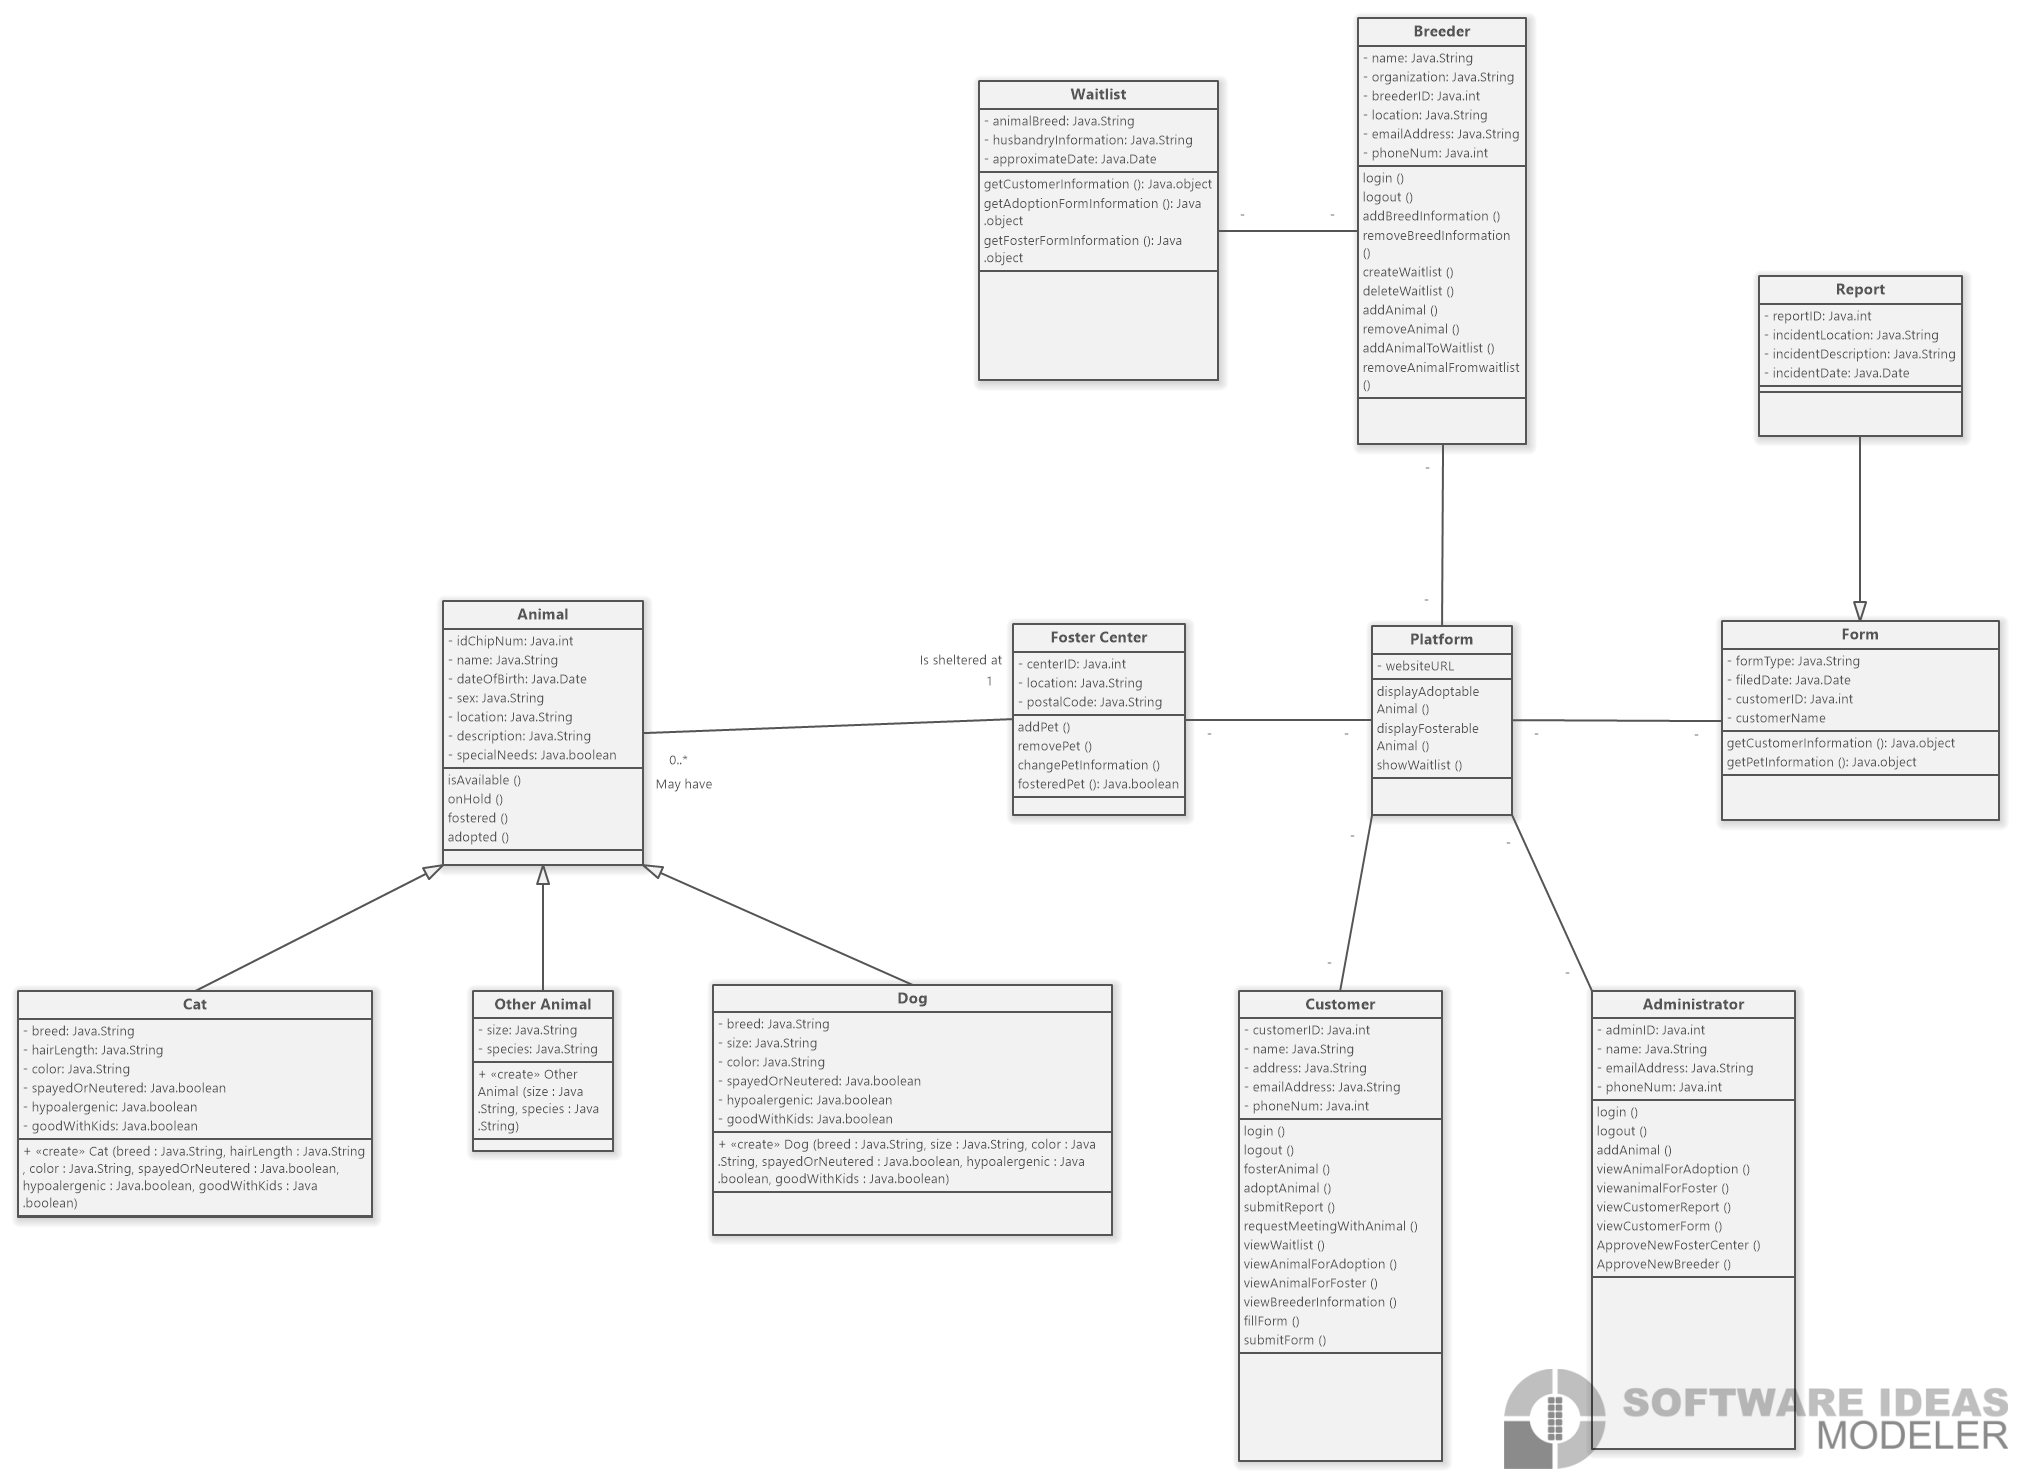 Breeder
- name: Java.String
- organization: Java.String
- breederID: Java.int
- location: Java.String
- emailAddress: Java.String
- phoneNum: Java.int
login ()
logout ()
addBreedInformation ()
removeBreedInformation
()
createWaitlist ()
deleteWaitlist ()
addAnimal ()
removeAnimal ()
addAnimalToWaitlist ()
removeAnimalFromwaitlist
()
Waitlist
- animalBreed: Java.String
- husbandryInformation: Java.String
- approximateDate: Java.Date
getCustomerInformation (): Java.object
getAdoptionFormInformation (): Java
.object
getFosterFormInformation (): Java
.object
- -
Report
- reportID: Java.int
- incidentLocation: Java.String
- incidentDescription: Java.String
- incidentDate: Java.Date
-
-
Animal
- idChipNum: Java.int
- name: Java.String
- dateOfBirth: Java.Date
- sex: Java.String
- location: Java.String
- description: Java.String
- specialNeeds: Java.boolean
isAvailable ()
onHold ()
fostered ()
adopted ()
Is sheltered at
1
0..*
May have
Foster Center
- centerID: Java.int
- location: Java.String
- postalCode: Java.String
addPet ()
removePet ()
changePetInformation ()
fosteredPet (): Java.boolean
- -
Platform
- websiteURL
displayAdoptable
Animal ()
displayFosterable
Animal ()
showWaitlist ()
- -
Form
- formType: Java.String
- filedDate: Java.Date
- customerID: Java.int
- customerName
getCustomerInformation (): Java.object
getPetInformation (): Java.object
- -
- -
Cat
- breed: Java.String
- hairLength: Java.String
- color: Java.String
- spayedOrNeutered: Java.boolean
- hypoalergenic: Java.boolean
- goodWithKids: Java.boolean
+ «create» Cat (breed : Java.String, hairLength : Java.String
, color : Java.String, spayedOrNeutered : Java.boolean,
hypoalergenic : Java.boolean, goodWithKids : Java
.boolean)
Other Animal
- size: Java.String
- species: Java.String
+ «create» Other
Animal (size : Java
.String, species : Java
.String)
Dog
- breed: Java.String
- size: Java.String
- color: Java.String
- spayedOrNeutered: Java.boolean
- hypoalergenic: Java.boolean
- goodWithKids: Java.boolean
+ «create» Dog (breed : Java.String, size : Java.String, color : Java
.String, spayedOrNeutered : Java.boolean, hypoalergenic : Java
.boolean, goodWithKids : Java.boolean)
Customer
- customerID: Java.int
- name: Java.String
- address: Java.String
- emailAddress: Java.String
- phoneNum: Java.int
login ()
logout ()
fosterAnimal ()
adoptAnimal ()
submitReport ()
requestMeetingWithAnimal ()
viewWaitlist ()
viewAnimalForAdoption ()
viewAnimalForFoster ()
viewBreederInformation ()
fillForm ()
submitForm ()
Administrator
- adminID: Java.int
- name: Java.String
- emailAddress: Java.String
- phoneNum: Java.int
login ()
logout ()
addAnimal ()
viewAnimalForAdoption ()
viewanimalForFoster ()
viewCustomerReport ()
viewCustomerForm ()
ApproveNewFosterCenter ()
ApproveNewBreeder ()
SOFTWARE IDEAS
MODELER